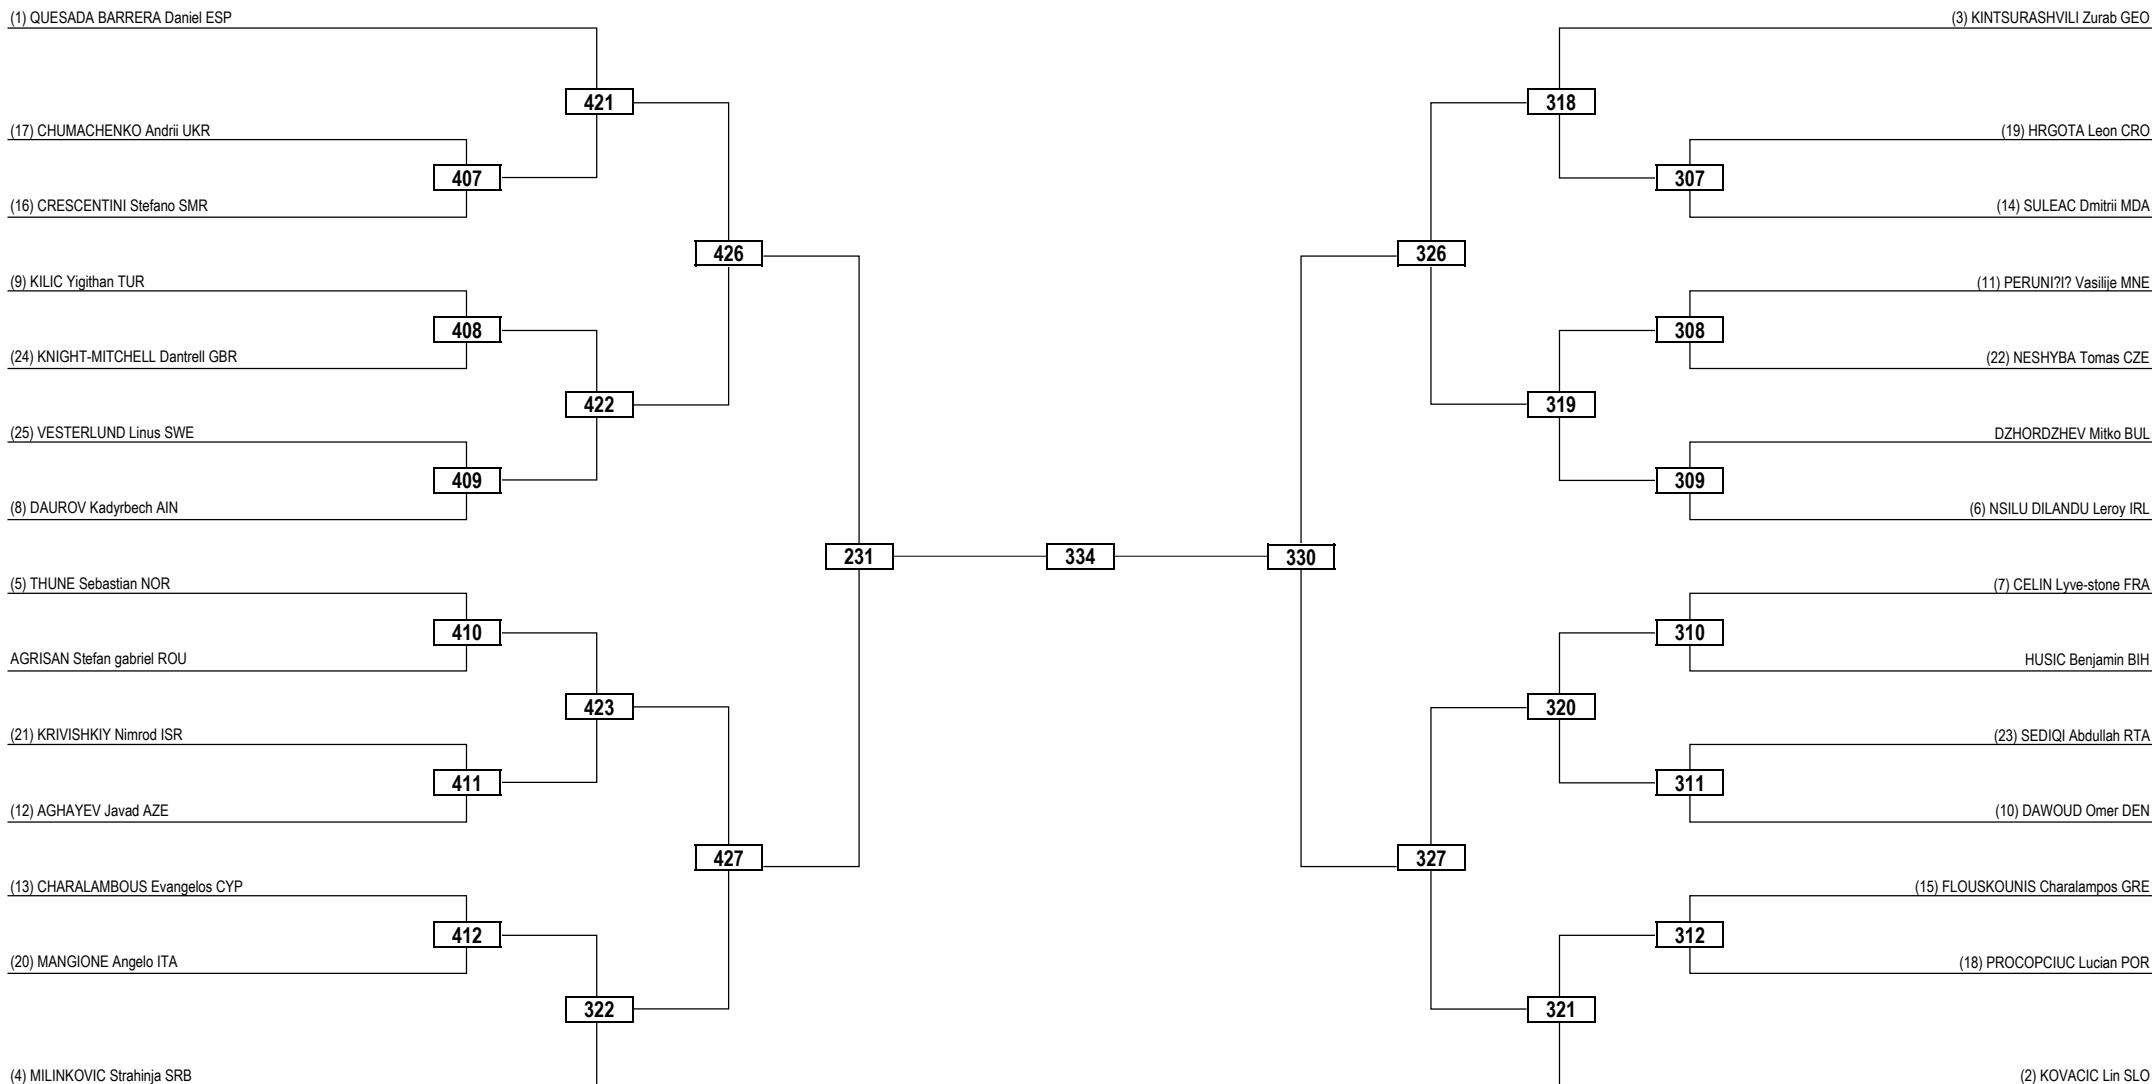 (1) QUESADA BARRERA Daniel ESP
(3) KINTSURASHVILI Zurab GEO
421
318
(17) CHUMACHENKO Andrii UKR
(19) HRGOTA Leon CRO
407
307
(16) CRESCENTINI Stefano SMR
(14) SULEAC Dmitrii MDA
426
326
(9) KILIC Yigithan TUR
(11) PERUNI?I? Vasilije MNE
408
308
(24) KNIGHT-MITCHELL Dantrell GBR
(22) NESHYBA Tomas CZE
422
319
(25) VESTERLUND Linus SWE
DZHORDZHEV Mitko BUL
409
309
(8) DAUROV Kadyrbech AIN
(6) NSILU DILANDU Leroy IRL
231
334
330
(5) THUNE Sebastian NOR
(7) CELIN Lyve-stone FRA
410
310
AGRISAN Stefan gabriel ROU
HUSIC Benjamin BIH
423
320
(21) KRIVISHKIY Nimrod ISR
(23) SEDIQI Abdullah RTA
411
311
(12) AGHAYEV Javad AZE
(10) DAWOUD Omer DEN
427
327
(13) CHARALAMBOUS Evangelos CYP
(15) FLOUSKOUNIS Charalampos GRE
412
312
(20) MANGIONE Angelo ITA
(18) PROCOPCIUC Lucian POR
322
321
(4) MILINKOVIC Strahinja SRB
(2) KOVACIC Lin SLO